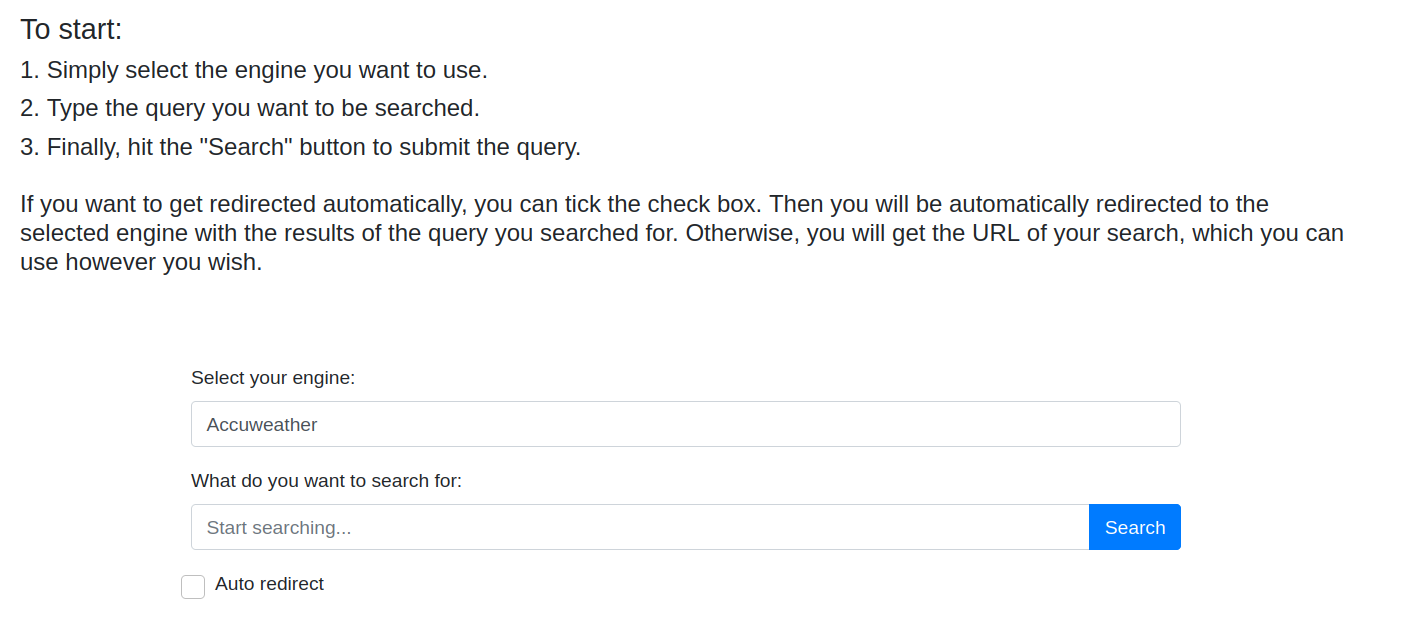 To start:
1. Simply select the engine you want to use.
2. Type the query you want to be searched.
3. Finally, hit the "Search" button to submit the query.
If you want to get redirected automatically, you can tick the check box. Then you will be automatically redirected to the
selected engine with the results of the query you searched for. Otherwise, you will get the URL of your search, which you can
use however you wish.
Select your engine:
Accuweather
What do you want to search for:
Start searching...
Search
Auto redirect